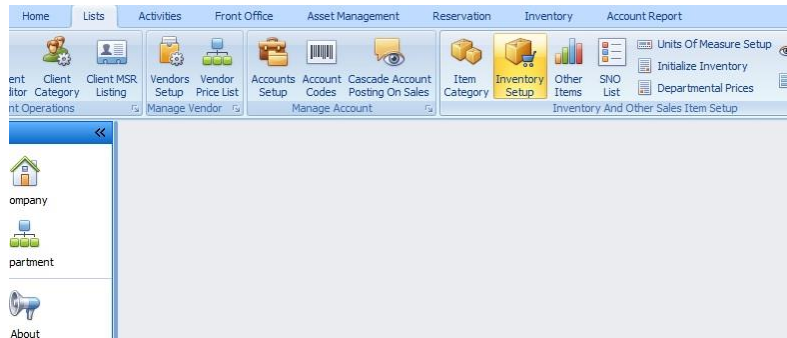 Home Lists Activities Front Office Asset Management Reservation Inventory Account Report
ent Client Client MSR Vendors Vendor Accounts Account Cascade Account Item Inventory Other SNO Units Of Measure Setup
ditor Category Listing Setup Price List Setup Codes Posting On Sales Category Setup Items List Initialize Inventory
Departmental Prices
nt Operations Manage Vendor Manage Account Inventory And Other Sales Item Setup
ompany
partment
About